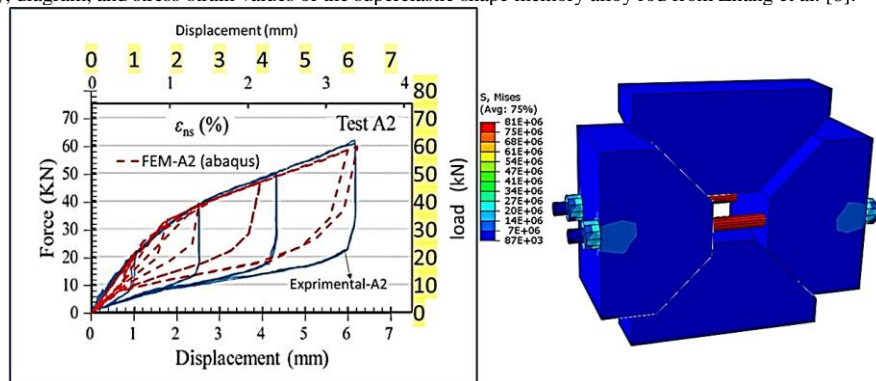 y, diagram, and stress-strain values of the superelastic shape memory alloy rod from Zhang et al. [8].
Displacement (mm)
0 1 2 3 4 5 6 7
0 1 2 3 4
εns (%) Test A2
FEM-A2 (abaqus)
Exprimental-A2
Force (KN)
70
60
50
40
30
20
10
0
load (kN)
80
70
60
50
40
30
20
10
0
0 1 2 3 4 5 6 7
Displacement (mm)
S, Mises
(Avg: 75%)
81E+06
75E+06
68E+06
61E+06
54E+06
47E+06
41E+06
34E+06
27E+06
20E+06
14E+06
7E+06
87E+03